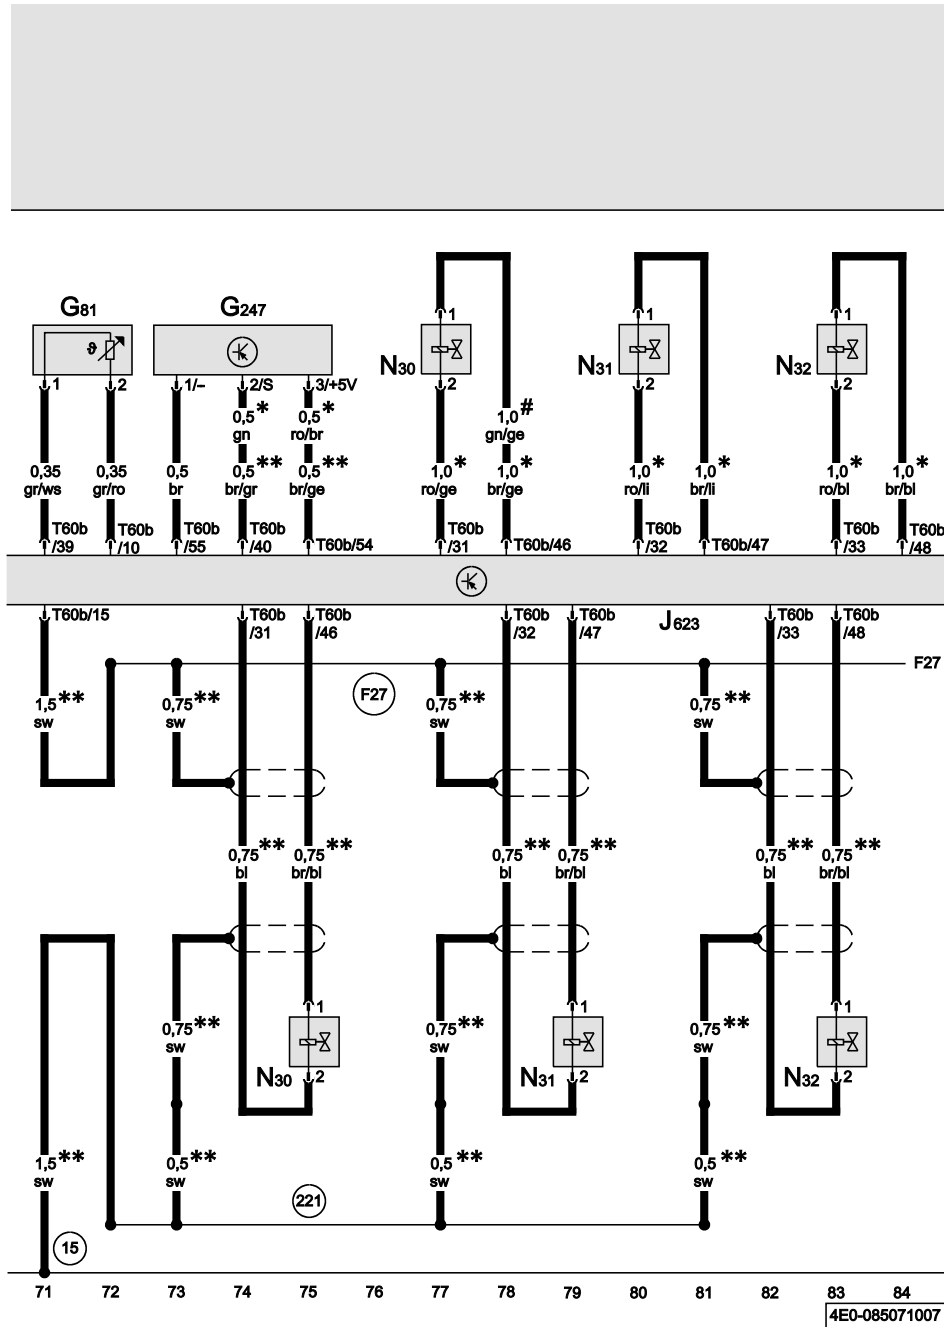 G81
G247
1
1
1
N30
N31
N32
1
2
1/–
2/S
3/+5V
2
2
2
0,5*
gn
0,5*
ro/br
1,0#
gn/ge
0,35
gr/ws
0,35
gr/ro
0,5
br
0,5**
br/gr
0,5**
br/ge
1,0*
ro/ge
1,0*
br/ge
1,0*
ro/li
1,0*
br/li
1,0*
ro/bl
1,0*
br/bl
T60b
/39
T60b
/10
T60b
/55
T60b
/40
T60b/54
T60b
/31
T60b/46
T60b
/32
T60b/47
T60b
/33
T60b
/48
T60b/15
T60b
/31
T60b
/46
T60b
/32
T60b
/47
J623
T60b
/33
T60b
/48
F27
F27
1,5**
sw
0,75**
sw
0,75**
sw
0,75**
sw
0,75**
bl
0,75**
br/bl
0,75**
bl
0,75**
br/bl
0,75**
bl
0,75**
br/bl
1
1
1
0,75**
sw
0,75**
sw
0,75**
sw
N30
2
N31
2
N32
2
1,5**
sw
0,5**
sw
0,5**
sw
0,5**
sw
221
15
71 72 73 74 75 76 77 78 79 80 81 82 83 84
4E0-085071007